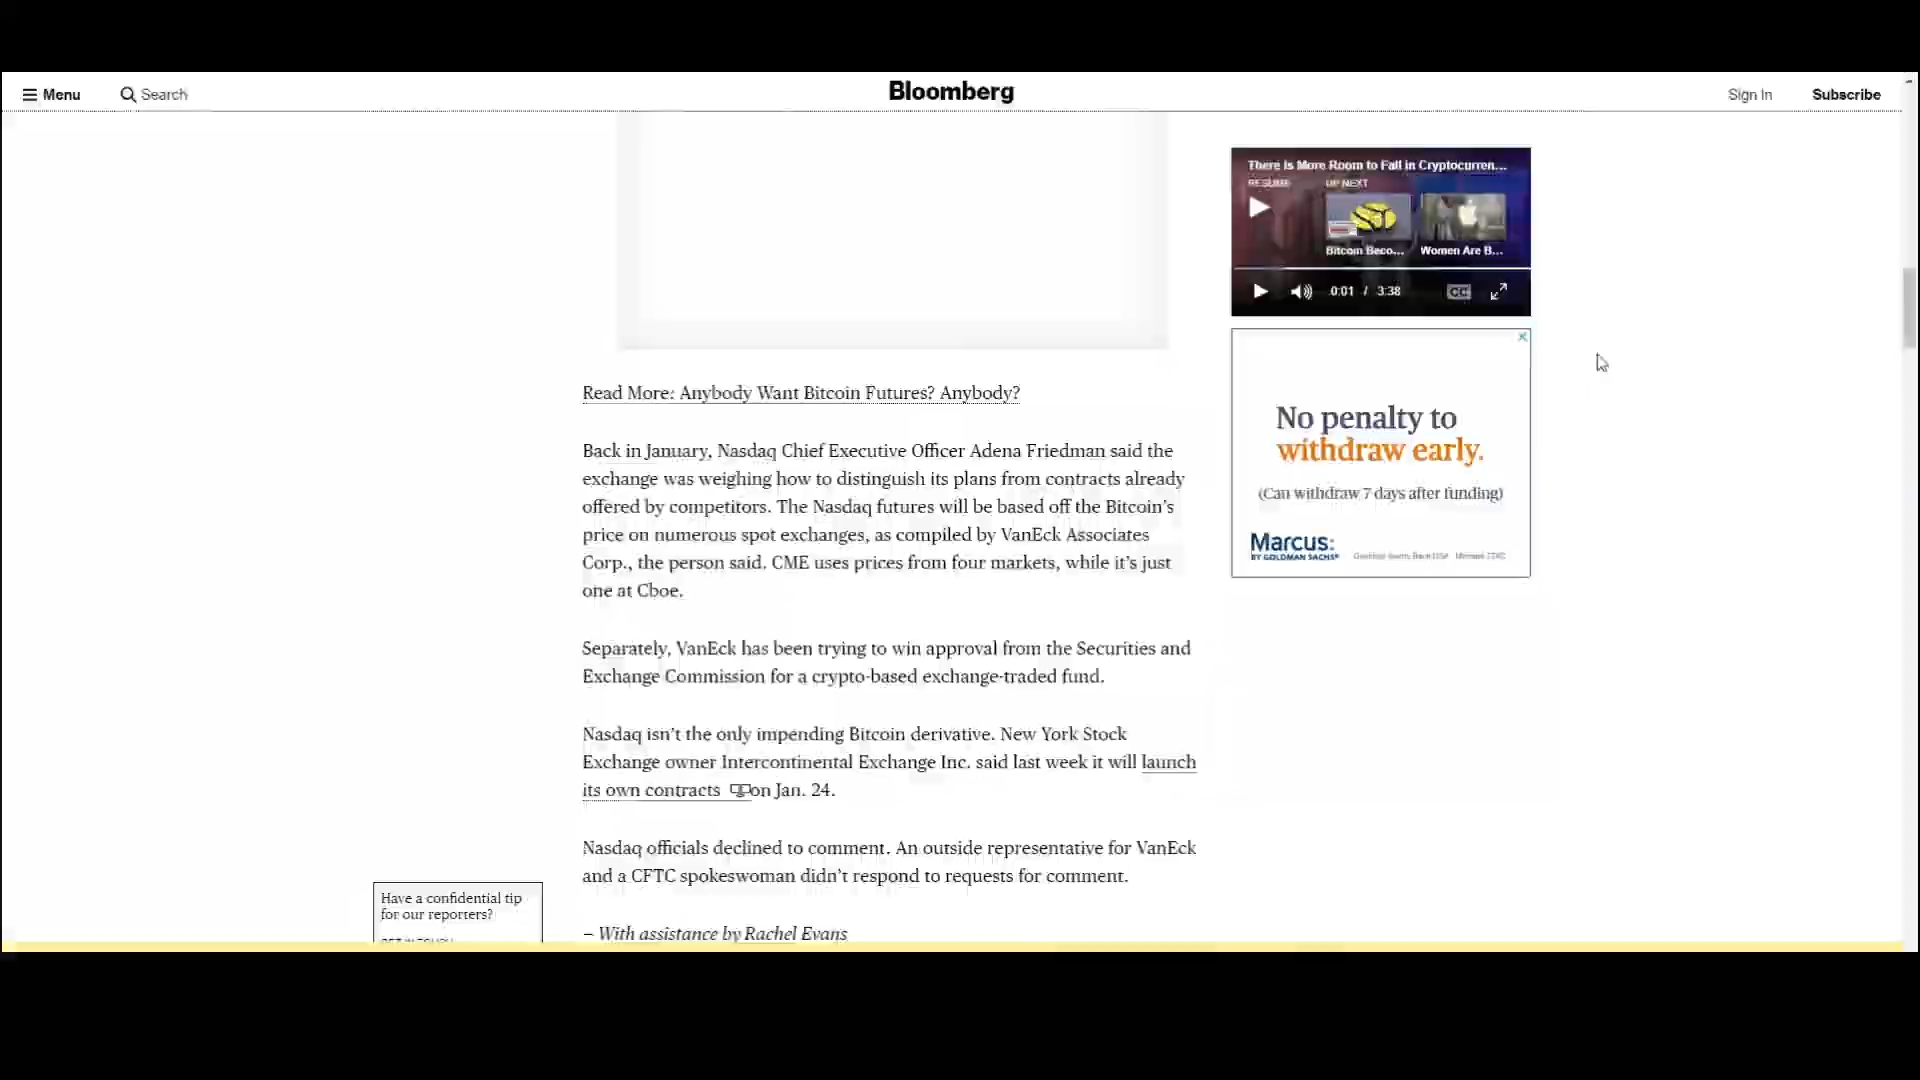 Menu
Search
Bloomberg
Sign In
Subscribe
There Is More Room to Fall in Cryptocurren...
RESUME
UP NEXT
Bitcoin Beco...
Women Are B...
0:01 / 3:38
CC
Read More: Anybody Want Bitcoin Futures? Anybody?
Back in January, Nasdaq Chief Executive Officer Adena Friedman said the
exchange was weighing how to distinguish its plans from contracts already
offered by competitors. The Nasdaq futures will be based off the Bitcoin's
price on numerous spot exchanges, as compiled by VanEck Associates
Corp., the person said. CME uses prices from four markets, while it's just
one at Cboe.
Separately, VanEck has been trying to win approval from the Securities and
Exchange Commission for a crypto-based exchange-traded fund.
Nasdaq isn't the only impending Bitcoin derivative. New York Stock
Exchange owner Intercontinental Exchange Inc. said last week it will launch
its own contracts on Jan. 24.
Nasdaq officials declined to comment. An outside representative for VanEck
and a CFTC spokeswoman didn't respond to requests for comment.
– With assistance by Rachel Evans
No penalty to
withdraw early.
(Can withdraw 7 days after funding)
Marcus:
BY GOLDMAN SACHS®
Have a confidential tip
for our reporters?